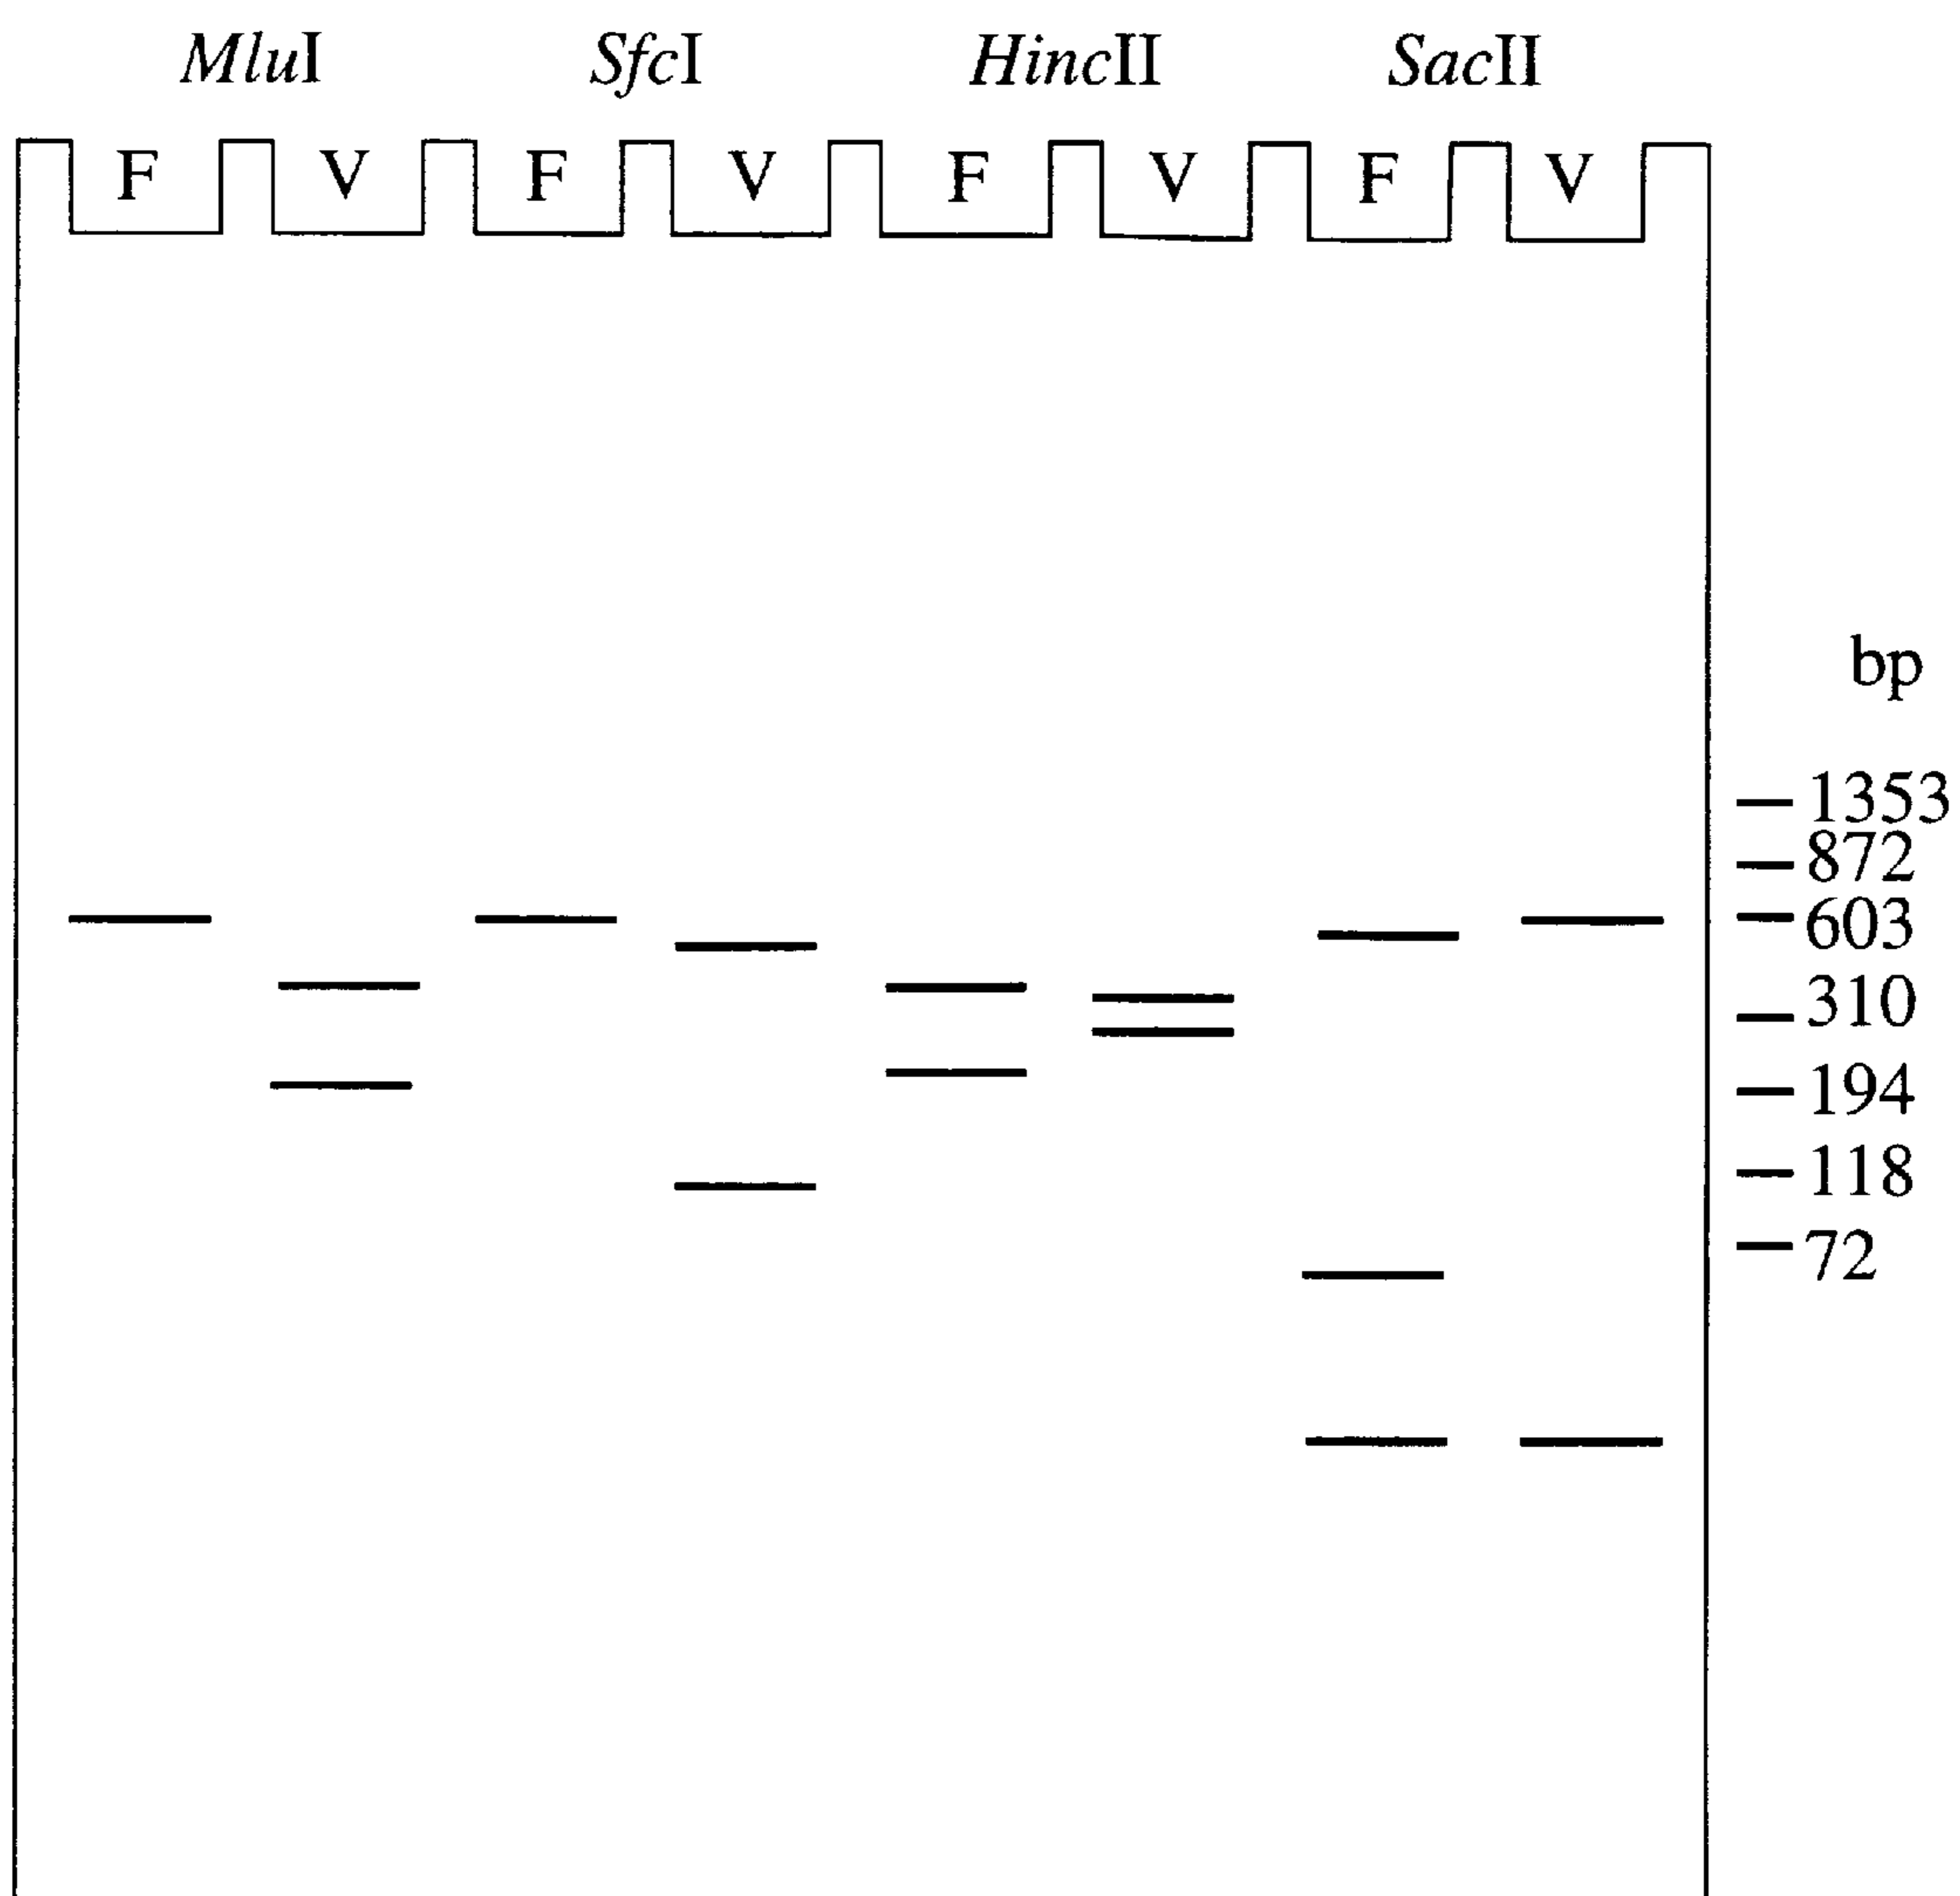 MluI SfcI HincII SacII
F V F V F V F V
bp
1353
872
603
310
194
118
72